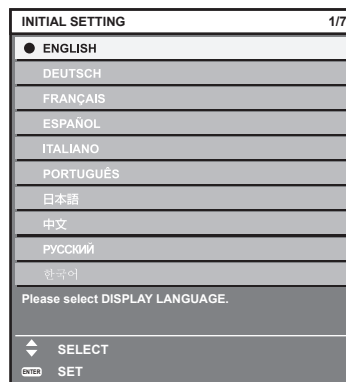 INITIAL SETTING 1/7
ENGLISH
DEUTSCH
FRANÇAIS
ESPAÑOL
ITALIANO
PORTUGUÊS
日本語
中文
РУССКИЙ
한국어
Please select DISPLAY LANGUAGE.
SELECT
ENTER SET